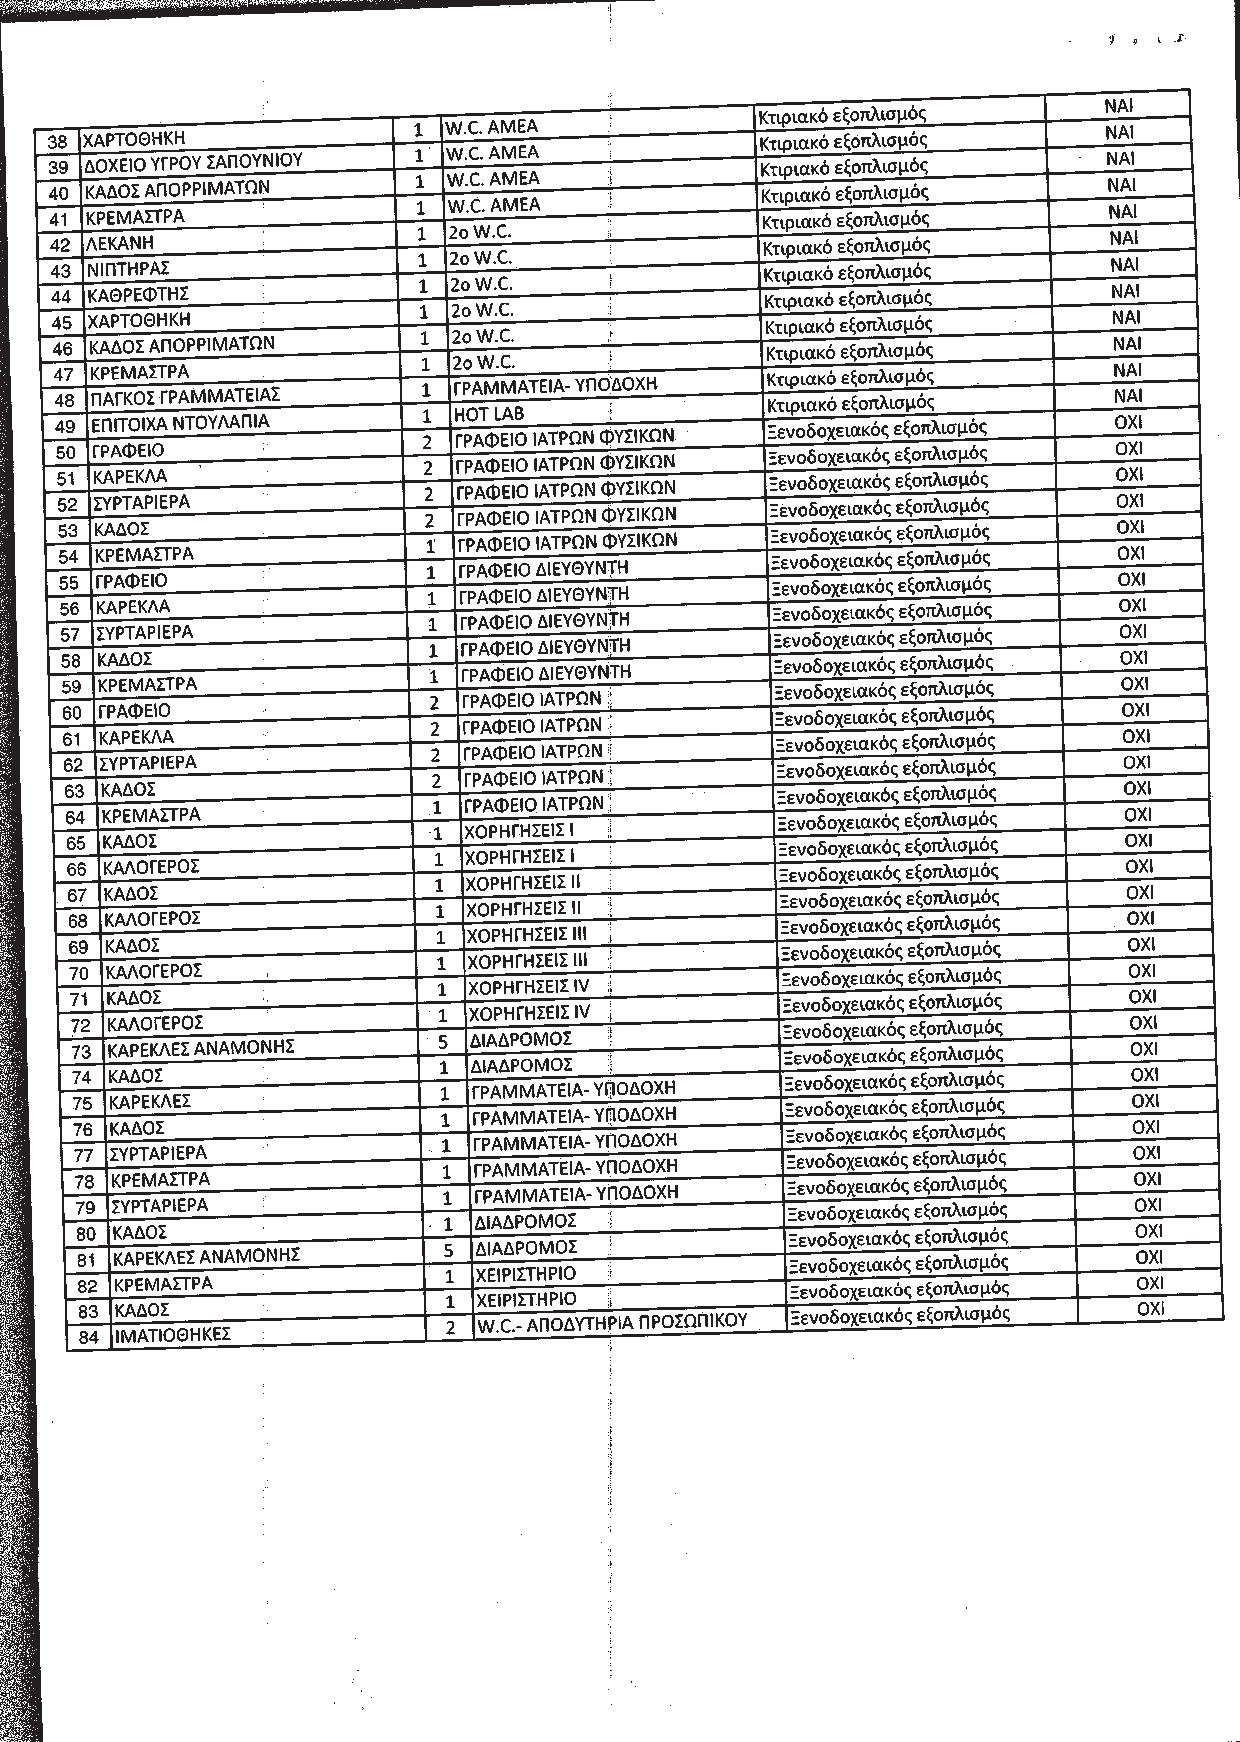 38 ΧΑΡΤΟΘΗΚΗ 1 W.C. ΑΜΕΑ Κτιριακό εξοπλισμός ΝΑΙ
39 ΔΟΧΕΙΟ ΥΓΡΟΥ ΣΑΠΟΥΝΙΟΥ 1 W.C. ΑΜΕΑ Κτιριακό εξοπλισμός ΝΑΙ
40 ΚΑΔΟΣ ΑΠΟΡΡΙΜΑΤΩΝ 1 W.C. ΑΜΕΑ Κτιριακό εξοπλισμός ΝΑΙ
41 ΚΡΕΜΑΣΤΡΑ 1 W.C. ΑΜΕΑ Κτιριακό εξοπλισμός ΝΑΙ
42 ΛΕΚΑΝΗ 1 2ο W.C. Κτιριακό εξοπλισμός ΝΑΙ
43 ΝΙΠΤΗΡΑΣ 1 2ο W.C. Κτιριακό εξοπλισμός ΝΑΙ
44 ΚΑΘΡΕΦΤΗΣ 1 2ο W.C. Κτιριακό εξοπλισμός ΝΑΙ
45 ΧΑΡΤΟΘΗΚΗ 1 2ο W.C. Κτιριακό εξοπλισμός ΝΑΙ
46 ΚΑΔΟΣ ΑΠΟΡΡΙΜΑΤΩΝ 1 2ο W.C. Κτιριακό εξοπλισμός ΝΑΙ
47 ΚΡΕΜΑΣΤΡΑ 1 2ο W.C. Κτιριακό εξοπλισμός ΝΑΙ
48 ΠΑΓΚΟΣ ΓΡΑΜΜΑΤΕΙΑΣ 1 ΓΡΑΜΜΑΤΕΙΑ- ΥΠΟΔΟΧΗ Κτιριακό εξοπλισμός ΝΑΙ
49 ΕΠΙΤΟΙΧΑ ΝΤΟΥΛΑΠΙΑ 1 HOT LAB Κτιριακό εξοπλισμός ΝΑΙ
50 ΓΡΑΦΕΙΟ 2 ΓΡΑΦΕΙΟ ΙΑΤΡΩΝ ΦΥΣΙΚΩΝ Ξενοδοχειακός εξοπλισμός ΟΧΙ
51 ΚΑΡΕΚΛΑ 2 ΓΡΑΦΕΙΟ ΙΑΤΡΩΝ ΦΥΣΙΚΩΝ Ξενοδοχειακός εξοπλισμός ΟΧΙ
52 ΣΥΡΤΑΡΙΕΡΑ 2 ΓΡΑΦΕΙΟ ΙΑΤΡΩΝ ΦΥΣΙΚΩΝ Ξενοδοχειακός εξοπλισμός ΟΧΙ
53 ΚΑΔΟΣ 2 ΓΡΑΦΕΙΟ ΙΑΤΡΩΝ ΦΥΣΙΚΩΝ Ξενοδοχειακός εξοπλισμός ΟΧΙ
54 ΚΡΕΜΑΣΤΡΑ 1 ΓΡΑΦΕΙΟ ΙΑΤΡΩΝ ΦΥΣΙΚΩΝ Ξενοδοχειακός εξοπλισμός ΟΧΙ
55 ΓΡΑΦΕΙΟ 1 ΓΡΑΦΕΙΟ ΔΙΕΥΘΥΝΤΗ Ξενοδοχειακός εξοπλισμός ΟΧΙ
56 ΚΑΡΕΚΛΑ 1 ΓΡΑΦΕΙΟ ΔΙΕΥΘΥΝΤΗ Ξενοδοχειακός εξοπλισμός ΟΧΙ
57 ΣΥΡΤΑΡΙΕΡΑ 1 ΓΡΑΦΕΙΟ ΔΙΕΥΘΥΝΤΗ Ξενοδοχειακός εξοπλισμός ΟΧΙ
58 ΚΑΔΟΣ 1 ΓΡΑΦΕΙΟ ΔΙΕΥΘΥΝΤΗ Ξενοδοχειακός εξοπλισμός ΟΧΙ
59 ΚΡΕΜΑΣΤΡΑ 1 ΓΡΑΦΕΙΟ ΔΙΕΥΘΥΝΤΗ Ξενοδοχειακός εξοπλισμός ΟΧΙ
60 ΓΡΑΦΕΙΟ 2 ΓΡΑΦΕΙΟ ΙΑΤΡΩΝ Ξενοδοχειακός εξοπλισμός ΟΧΙ
61 ΚΑΡΕΚΛΑ 2 ΓΡΑΦΕΙΟ ΙΑΤΡΩΝ Ξενοδοχειακός εξοπλισμός ΟΧΙ
62 ΣΥΡΤΑΡΙΕΡΑ 2 ΓΡΑΦΕΙΟ ΙΑΤΡΩΝ Ξενοδοχειακός εξοπλισμός ΟΧΙ
63 ΚΑΔΟΣ 2 ΓΡΑΦΕΙΟ ΙΑΤΡΩΝ Ξενοδοχειακός εξοπλισμός ΟΧΙ
64 ΚΡΕΜΑΣΤΡΑ 1 ΓΡΑΦΕΙΟ ΙΑΤΡΩΝ Ξενοδοχειακός εξοπλισμός ΟΧΙ
65 ΚΑΔΟΣ 1 ΧΟΡΗΓΗΣΕΙΣ Ι Ξενοδοχειακός εξοπλισμός ΟΧΙ
66 ΚΑΛΟΓΕΡΟΣ 1 ΧΟΡΗΓΗΣΕΙΣ Ι Ξενοδοχειακός εξοπλισμός ΟΧΙ
67 ΚΑΔΟΣ 1 ΧΟΡΗΓΗΣΕΙΣ ΙΙ Ξενοδοχειακός εξοπλισμός ΟΧΙ
68 ΚΑΛΟΓΕΡΟΣ 1 ΧΟΡΗΓΗΣΕΙΣ ΙΙ Ξενοδοχειακός εξοπλισμός ΟΧΙ
69 ΚΑΔΟΣ 1 ΧΟΡΗΓΗΣΕΙΣ ΙΙΙ Ξενοδοχειακός εξοπλισμός ΟΧΙ
70 ΚΑΛΟΓΕΡΟΣ 1 ΧΟΡΗΓΗΣΕΙΣ ΙΙΙ Ξενοδοχειακός εξοπλισμός ΟΧΙ
71 ΚΑΔΟΣ 1 ΧΟΡΗΓΗΣΕΙΣ IV Ξενοδοχειακός εξοπλισμός ΟΧΙ
72 ΚΑΛΟΓΕΡΟΣ 1 ΧΟΡΗΓΗΣΕΙΣ IV Ξενοδοχειακός εξοπλισμός ΟΧΙ
73 ΚΑΡΕΚΛΕΣ ΑΝΑΜΟΝΗΣ 5 ΔΙΑΔΡΟΜΟΣ Ξενοδοχειακός εξοπλισμός ΟΧΙ
74 ΚΑΔΟΣ 1 ΔΙΑΔΡΟΜΟΣ Ξενοδοχειακός εξοπλισμός ΟΧΙ
75 ΚΑΡΕΚΛΕΣ 1 ΓΡΑΜΜΑΤΕΙΑ- ΥΠΟΔΟΧΗ Ξενοδοχειακός εξοπλισμός ΟΧΙ
76 ΚΑΔΟΣ 1 ΓΡΑΜΜΑΤΕΙΑ- ΥΠΟΔΟΧΗ Ξενοδοχειακός εξοπλισμός ΟΧΙ
77 ΣΥΡΤΑΡΙΕΡΑ 1 ΓΡΑΜΜΑΤΕΙΑ- ΥΠΟΔΟΧΗ Ξενοδοχειακός εξοπλισμός ΟΧΙ
78 ΚΡΕΜΑΣΤΡΑ 1 ΓΡΑΜΜΑΤΕΙΑ- ΥΠΟΔΟΧΗ Ξενοδοχειακός εξοπλισμός ΟΧΙ
79 ΣΥΡΤΑΡΙΕΡΑ 1 ΓΡΑΜΜΑΤΕΙΑ- ΥΠΟΔΟΧΗ Ξενοδοχειακός εξοπλισμός ΟΧΙ
80 ΚΑΔΟΣ 1 ΔΙΑΔΡΟΜΟΣ Ξενοδοχειακός εξοπλισμός ΟΧΙ
81 ΚΑΡΕΚΛΕΣ ΑΝΑΜΟΝΗΣ 5 ΔΙΑΔΡΟΜΟΣ Ξενοδοχειακός εξοπλισμός ΟΧΙ
82 ΚΡΕΜΑΣΤΡΑ 1 ΧΕΙΡΙΣΤΗΡΙΟ Ξενοδοχειακός εξοπλισμός ΟΧΙ
83 ΚΑΔΟΣ 1 ΧΕΙΡΙΣΤΗΡΙΟ Ξενοδοχειακός εξοπλισμός ΟΧΙ
84 ΙΜΑΤΙΟΘΗΚΕΣ 2 W.C.- ΑΠΟΔΥΤΗΡΙΑ ΠΡΟΣΩΠΙΚΟΥ Ξενοδοχειακός εξοπλισμός ΟΧΙ